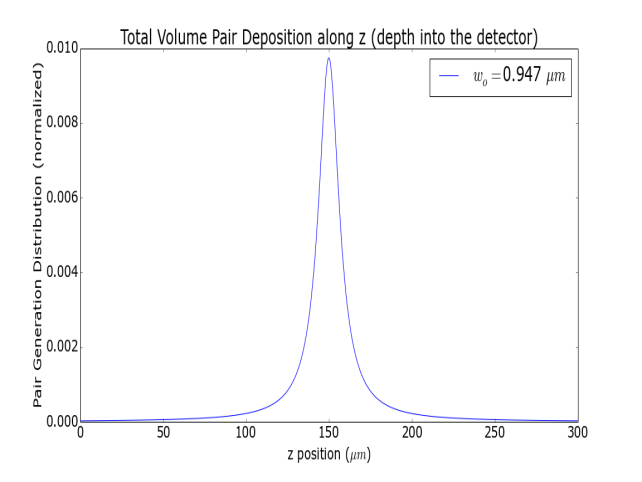 Total Volume Pair Deposition along z (depth into the detector)
0.010
w_o = 0.947 μm
0.008
0.006
0.004
0.002
0.000
Pair Generation Distribution (normalized)
0 50 100 150 200 250 300
z position (μm)